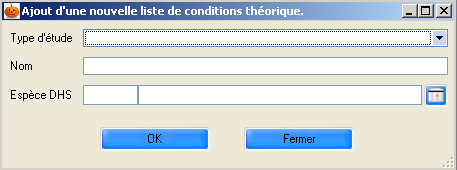 Ajout d'une nouvelle liste de conditions théorique.
Type d'étude
Nom
Espèce DHS
OK Fermer